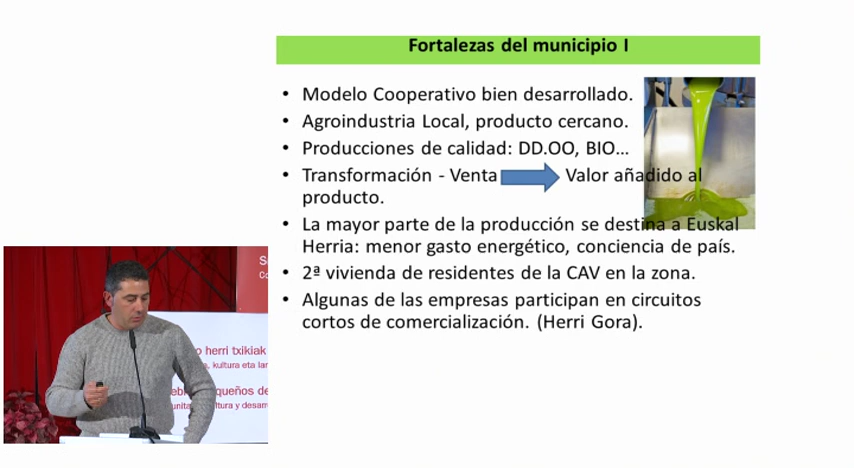 Fortalezas del municipio I
• Modelo Cooperativo bien desarrollado.
• Agroindustria Local, producto cercano.
• Producciones de calidad: DD.OO, BIO...
• Transformación - Venta Valor añadido al
producto.
• La mayor parte de la producción se destina a Euskal
Herria: menor gasto energético, conciencia de país.
• 2ª vivienda de residentes de la CAV en la zona.
• Algunas de las empresas participan en circuitos
cortos de comercialización. (Herri Gora).
o herri txikiak
kultura eta lan
queños de
tura y desarr